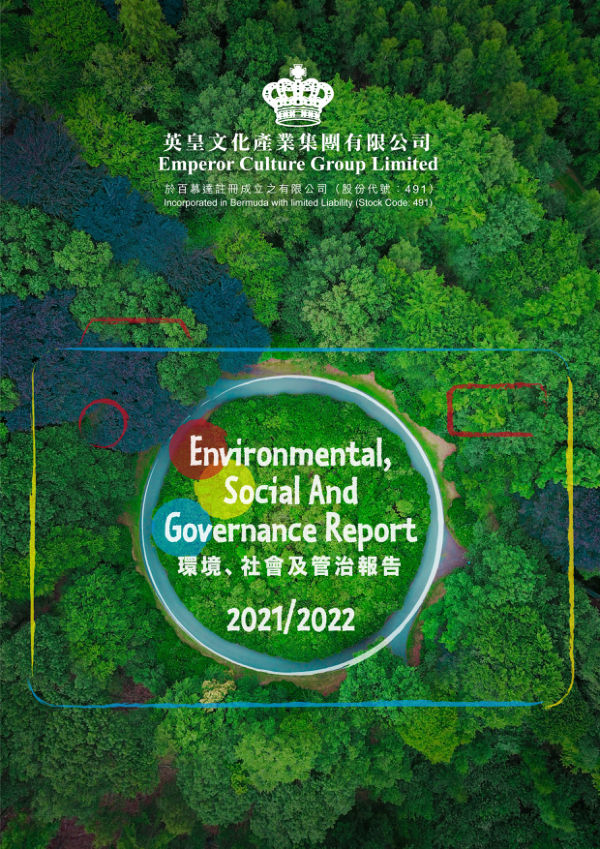 英皇文化產業集團有限公司
Emperor Culture Group Limited
於百慕達註冊成立之有限公司（股份代號：491）
Incorporated in Bermuda with limited Liability (Stock Code: 491)
Environmental,
Social And
Governance Report
環境、社會及管治報告
2021/2022